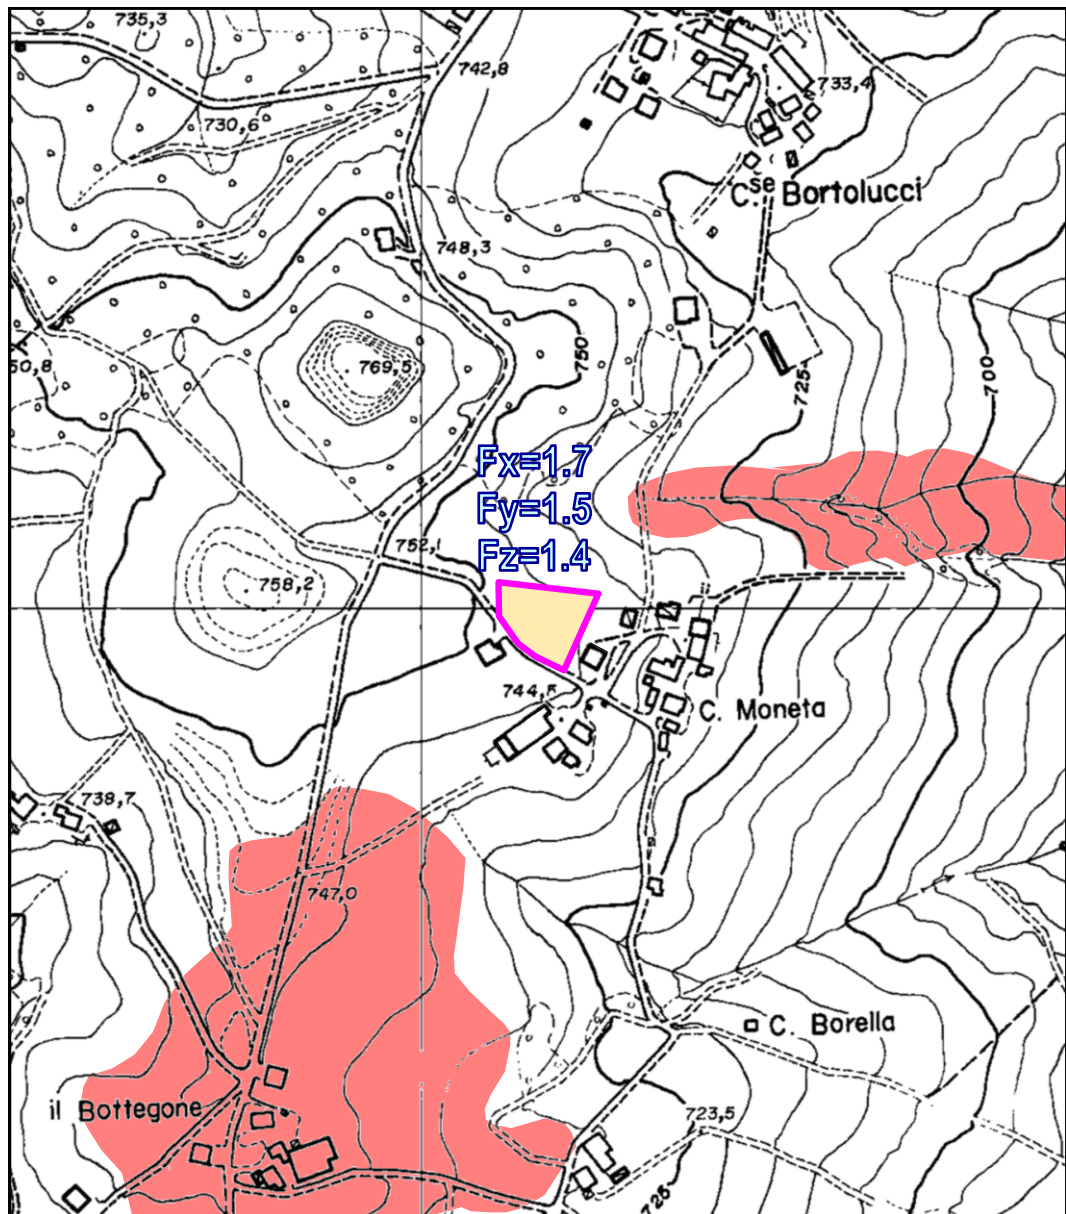 735,3
742,8
733,4
730,6
C.se Bortolucci
748,3
750
50,8
769,5
725
700
Fx=1.7
Fy=1.5
752,1
Fz=1.4
758,2
744,5
C. Moneta
738,7
747,0
C. Borella
il Bottegone
723,5
725